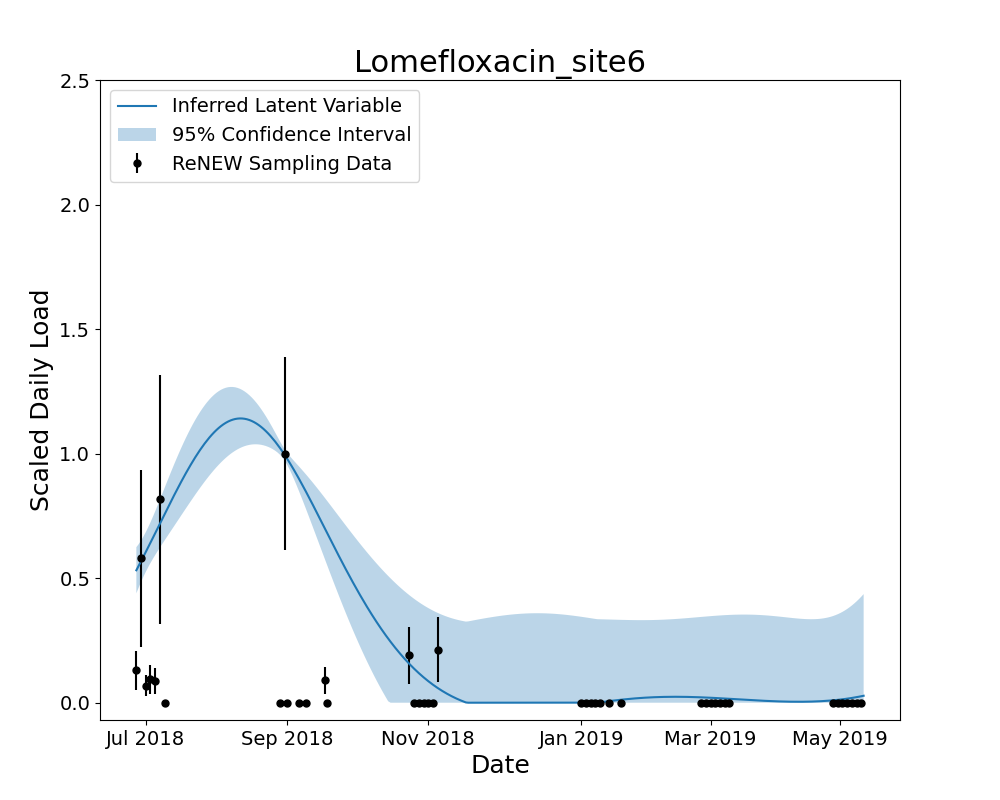 Lomefloxacin_site6
2.5
2.0
1.5
1.0
0.5
0.0
Scaled Daily Load
Inferred Latent Variable
95% Confidence Interval
ReNEW Sampling Data
Jul 2018
Sep 2018
Nov 2018
Jan 2019
Mar 2019
May 2019
Date